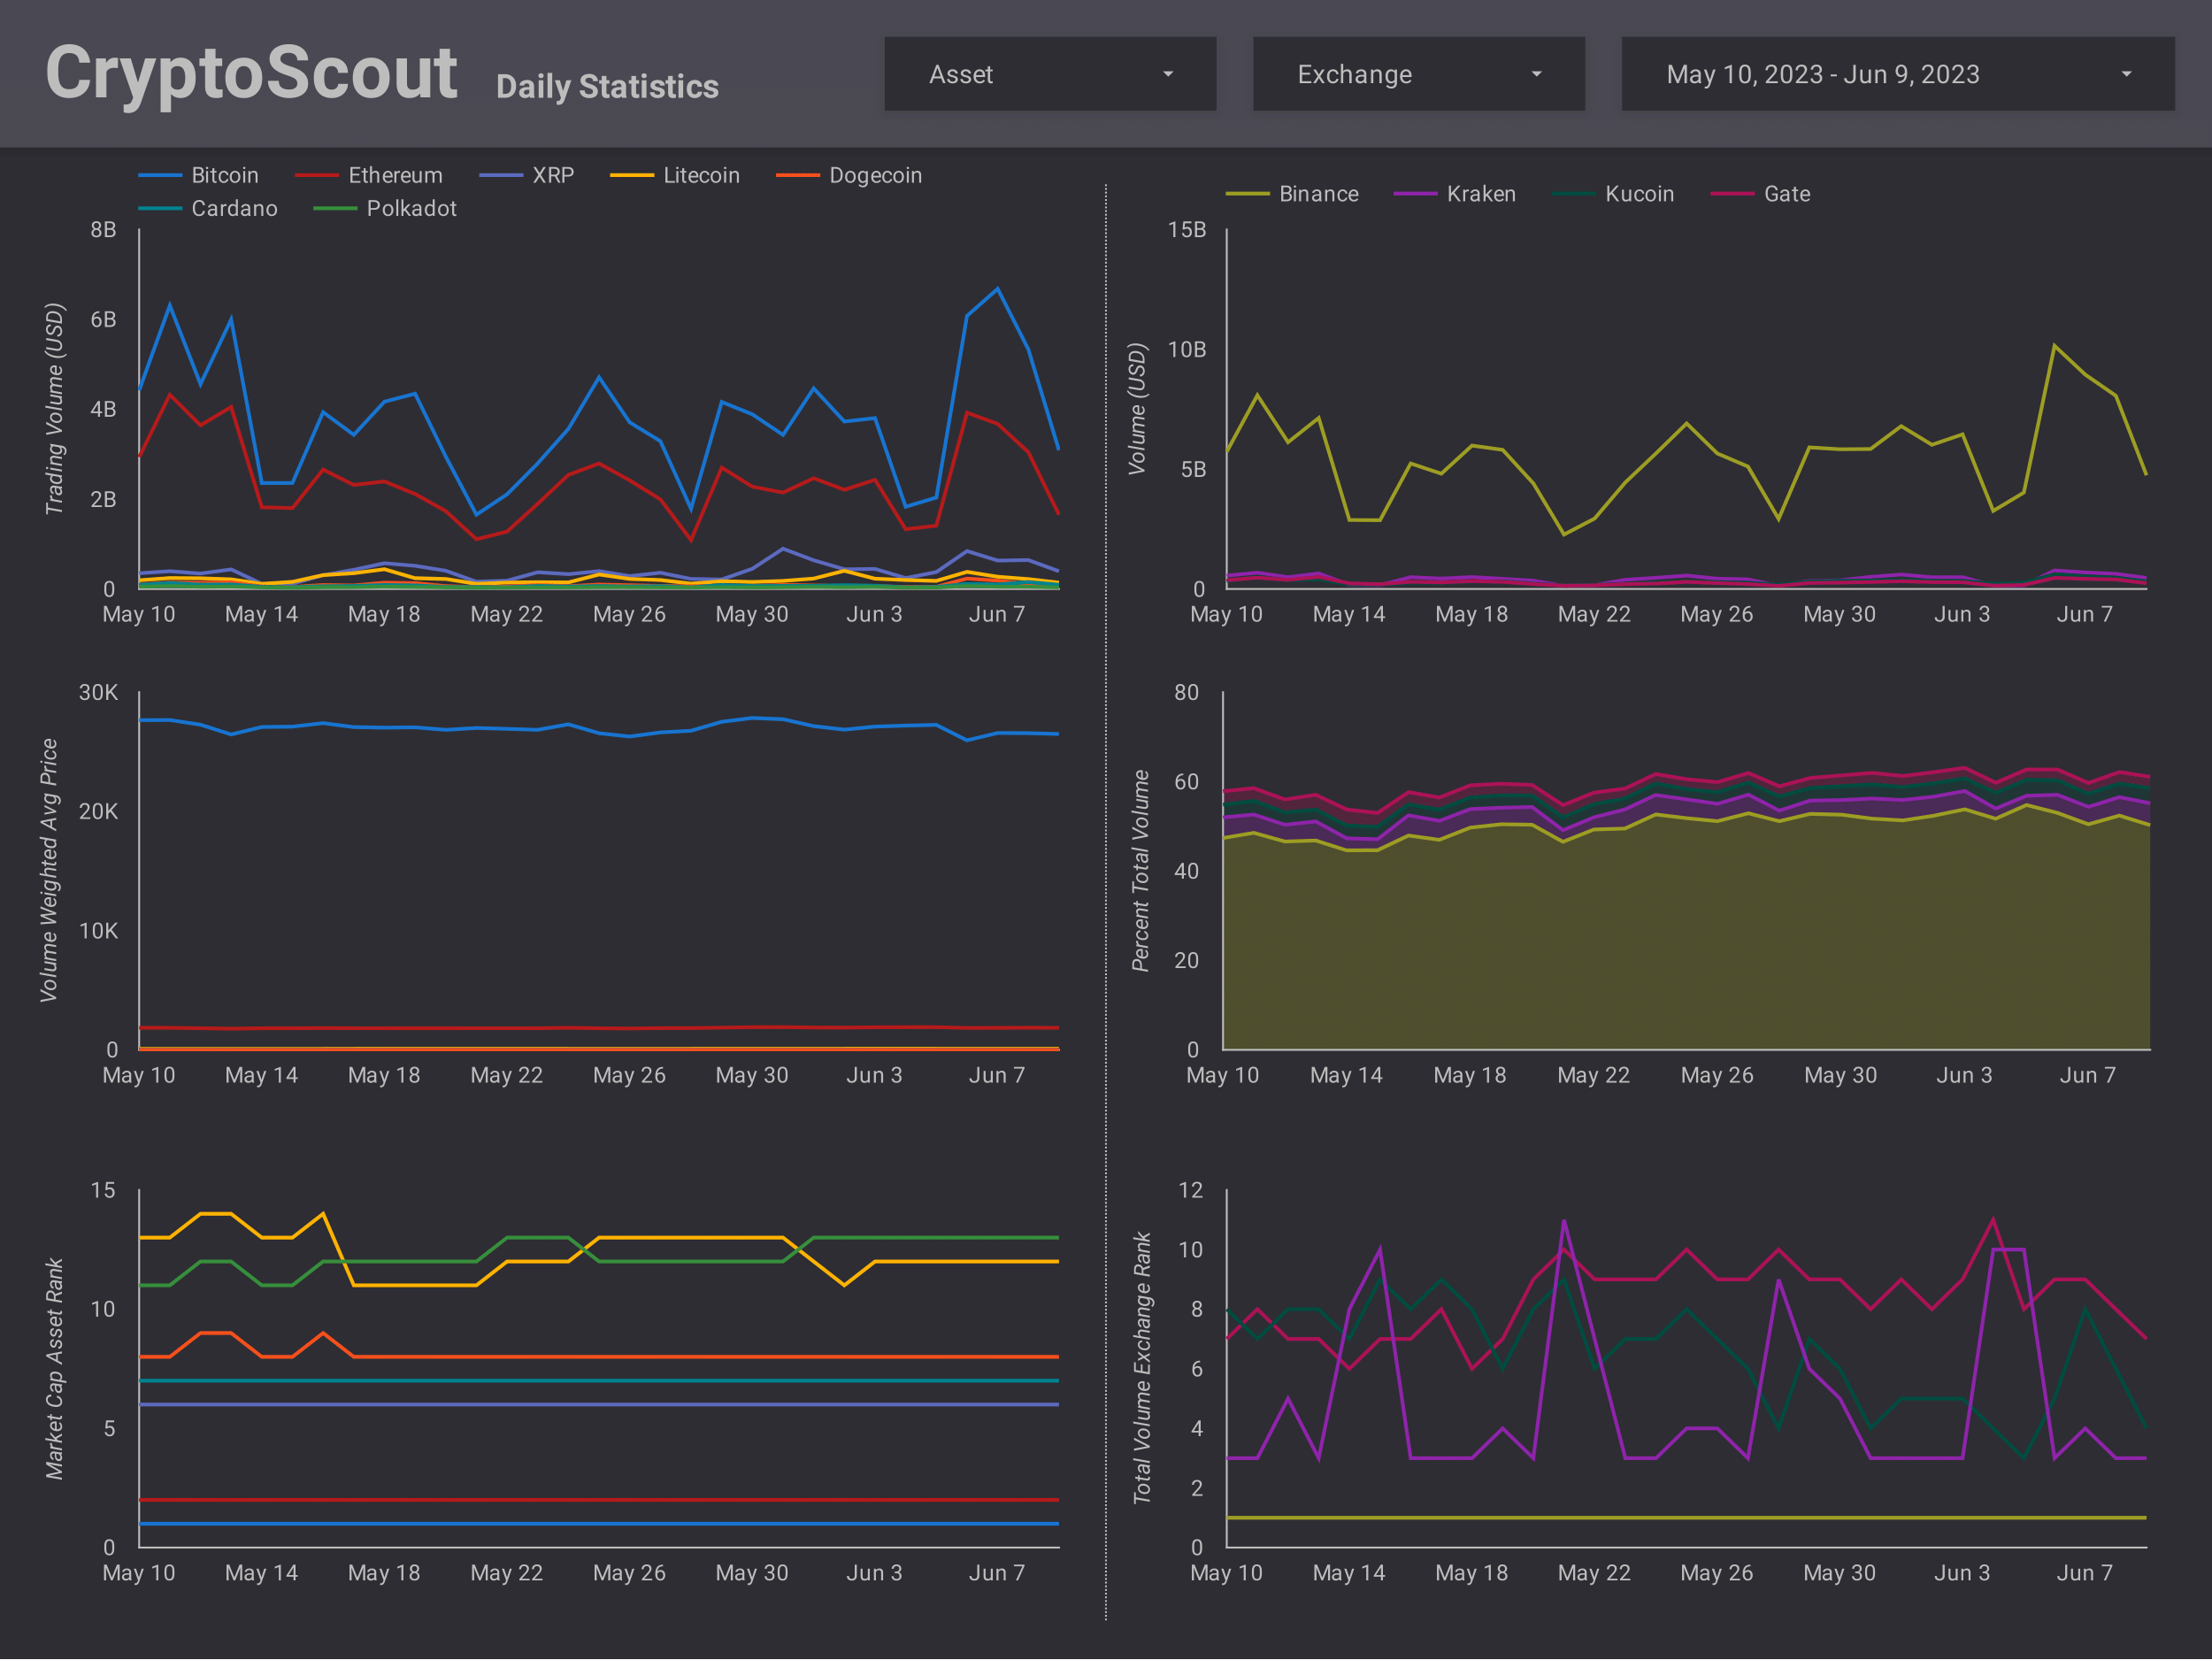 CryptoScout Daily Statistics
Asset
Exchange
May 10, 2023 - Jun 9, 2023
Bitcoin Ethereum XRP Litecoin Dogecoin
Cardano Polkadot
Trading Volume (USD)
8B
6B
4B
2B
0
May 10 May 14 May 18 May 22 May 26 May 30 Jun 3 Jun 7
Binance Kraken Kucoin Gate
Volume (USD)
15B
10B
5B
0
May 10 May 14 May 18 May 22 May 26 May 30 Jun 3 Jun 7
Volume Weighted Avg Price
30K
20K
10K
0
May 10 May 14 May 18 May 22 May 26 May 30 Jun 3 Jun 7
Percent Total Volume
80
60
40
20
0
May 10 May 14 May 18 May 22 May 26 May 30 Jun 3 Jun 7
Market Cap Asset Rank
15
10
5
0
May 10 May 14 May 18 May 22 May 26 May 30 Jun 3 Jun 7
Total Volume Exchange Rank
12
10
8
6
4
2
0
May 10 May 14 May 18 May 22 May 26 May 30 Jun 3 Jun 7